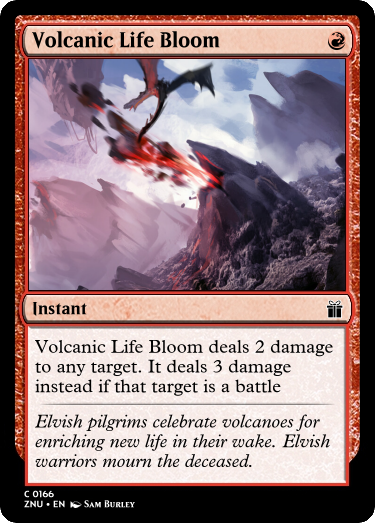 Volcanic Life Bloom
Instant
Volcanic Life Bloom deals 2 damage
to any target. It deals 3 damage
instead if that target is a battle
Elvish pilgrims celebrate volcanoes for
enriching new life in their wake. Elvish
warriors mourn the deceased.
C 0166
ZNU • EN Sam Burley